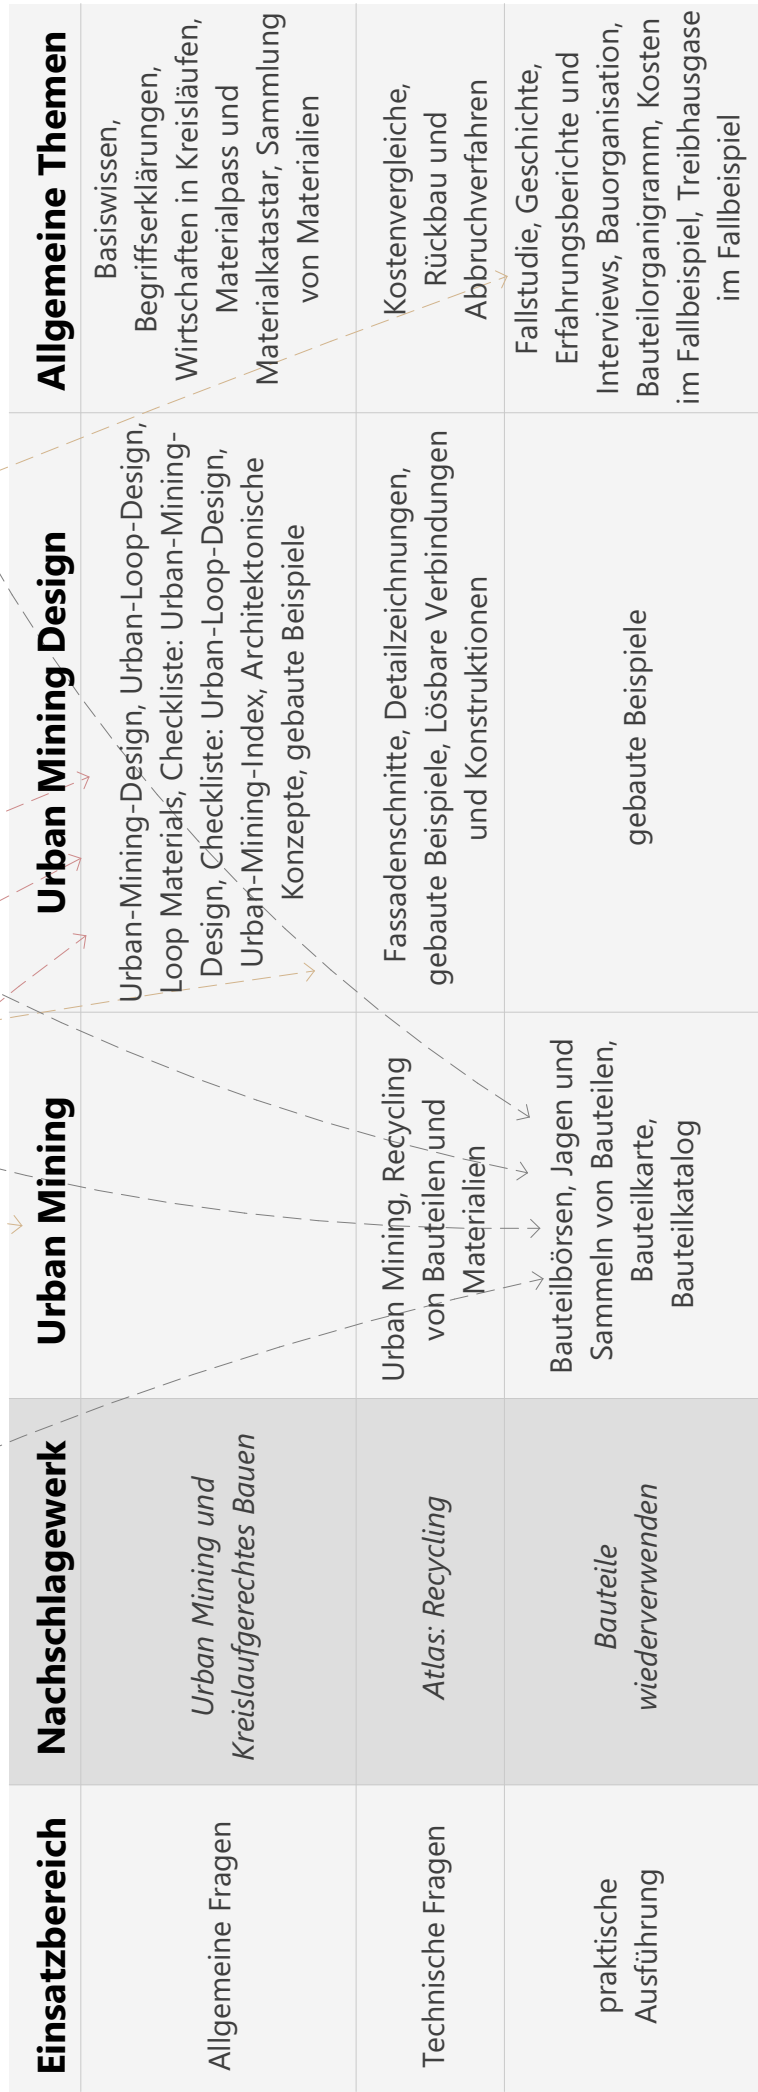 Einsatzbereich
Nachschlagewerk
Urban Mining
Urban Mining Design
Allgemeine Themen
Allgemeine Fragen
Urban Mining und
Kreislaufgerechtes Bauen
Urban-Mining-Design, Urban-Loop-Design,
Loop Materials, Checkliste: Urban-Mining-
Design, Checkliste: Urban-Loop-Design,
Urban-Mining-Index, Architektonische
Konzepte, gebaute Beispiele
Basiswissen,
Begriffserklärungen,
Wirtschaften in Kreisläufen,
Materialpass und
Materialkatastar, Sammlung
von Materialien
Technische Fragen
Atlas: Recycling
Urban Mining, Recycling
von Bauteilen und
Materialien
Fassadenschnitte, Detailzeichnungen,
gebaute Beispiele, Lösbare Verbindungen
und Konstruktionen
Kostenvergleiche,
Rückbau und
Abbruchverfahren
praktische
Ausführung
Bauteile
wiederverwenden
Bauteilbörsen, Jagen und
Sammeln von Bauteilen,
Bauteilkarte,
Bauteilkatalog
gebaute Beispiele
Fallstudie, Geschichte,
Erfahrungsberichte und
Interviews, Bauorganisation,
Bauteilorganigramm, Kosten
im Fallbeispiel, Treibhausgase
im Fallbeispiel